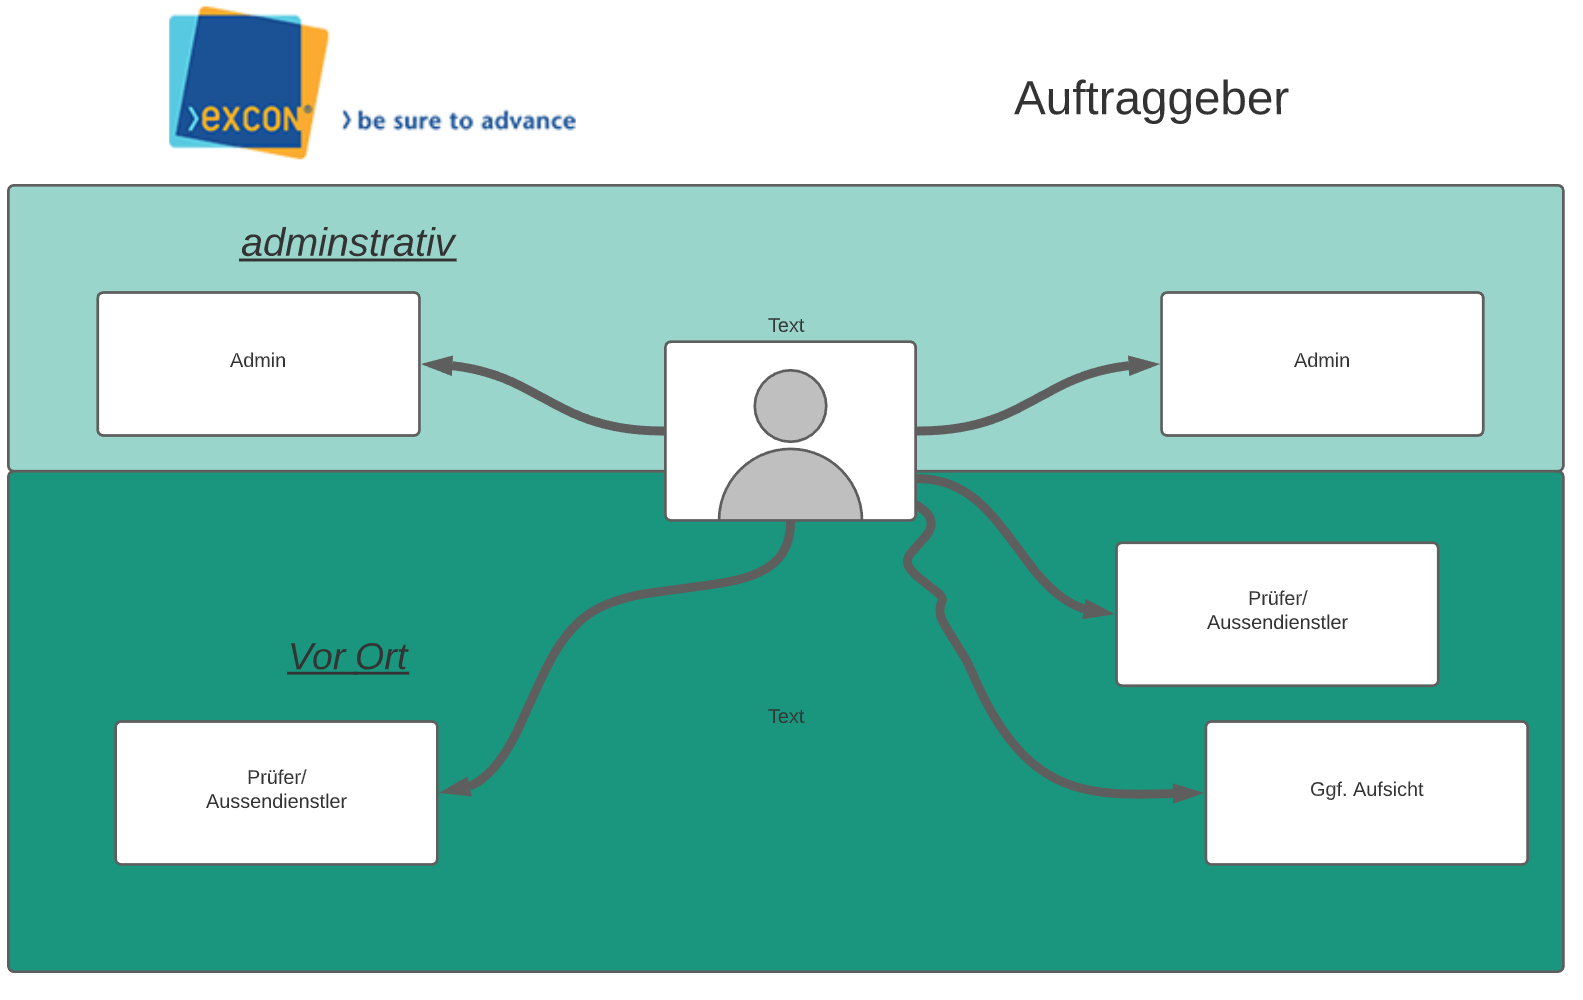 ›excon®
› be sure to advance
Auftraggeber
adminstrativ
Text
Admin
Admin
Prüfer/
Aussendienstler
Vor Ort
Text
Prüfer/
Aussendienstler
Ggf. Aufsicht